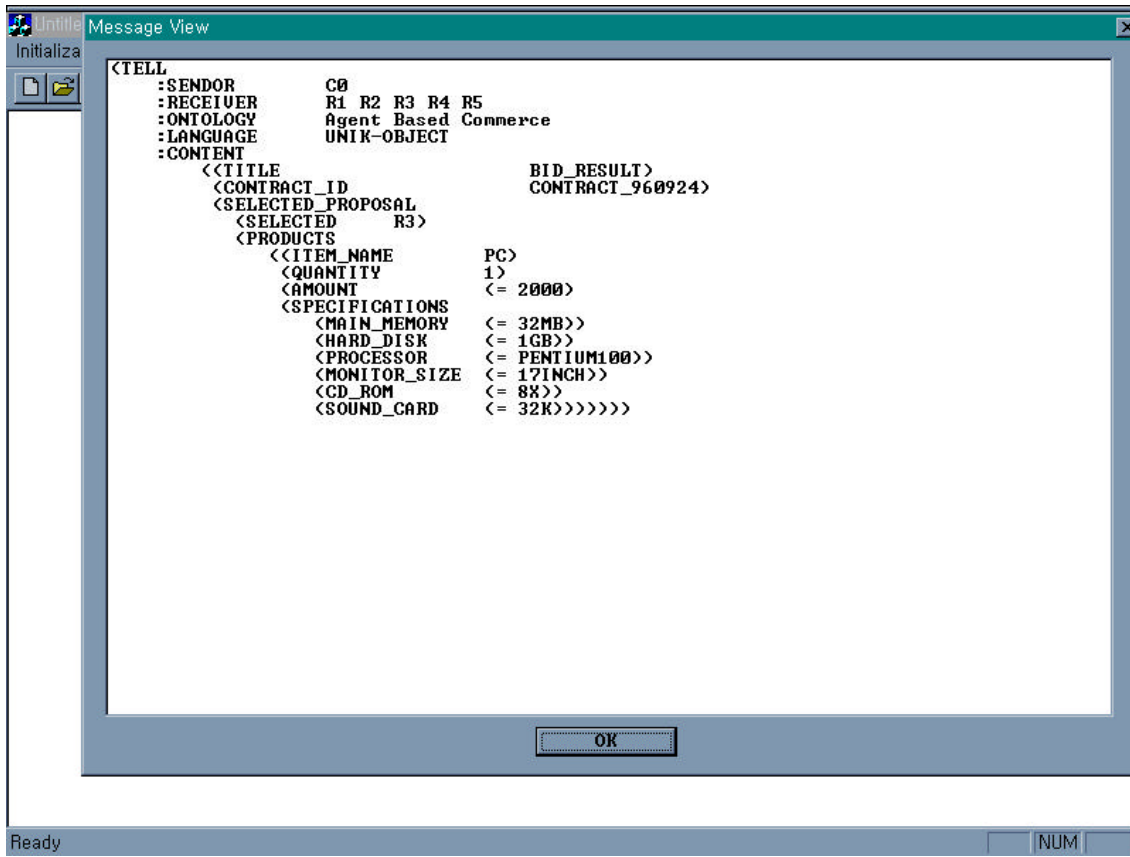 Untitle
Message View
Initializa
(TELL
:SENDOR C0
:RECEIVER R1 R2 R3 R4 R5
:ONTOLOGY Agent Based Commerce
:LANGUAGE UNIK-OBJECT
:CONTENT
((TITLE BID_RESULT)
(CONTRACT_ID CONTRACT_960924)
(SELECTED_PROPOSAL
(SELECTED R3)
(PRODUCTS
((ITEM_NAME PC)
(QUANTITY 1)
(AMOUNT (= 2000)
(SPECIFICATIONS
(MAIN_MEMORY (= 32MB))
(HARD_DISK (= 1GB))
(PROCESSOR (= PENTIUM100))
(MONITOR_SIZE (= 17INCH))
(CD_ROM (= 8X))
(SOUND_CARD (= 32K)))))))
OK
Ready NUM